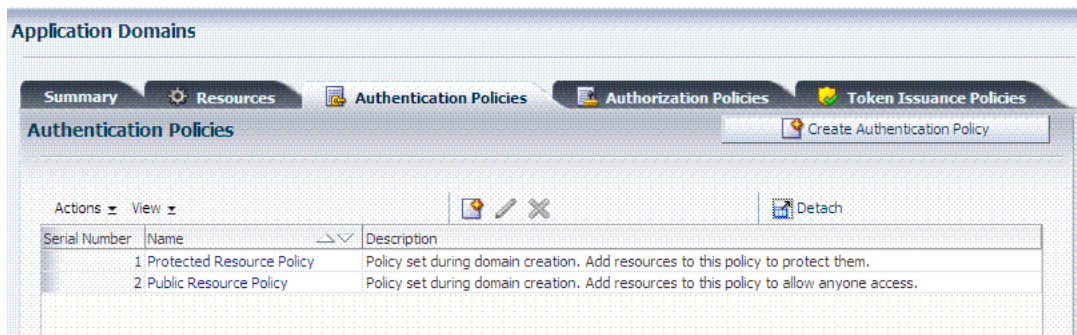 Application Domains
Summary Resources Authentication Policies Authorization Policies Token Issuance Policies
Authentication Policies Create Authentication Policy
Actions View Detach
Serial Number Name Description
1 Protected Resource Policy Policy set during domain creation. Add resources to this policy to protect them.
2 Public Resource Policy Policy set during domain creation. Add resources to this policy to allow anyone access.